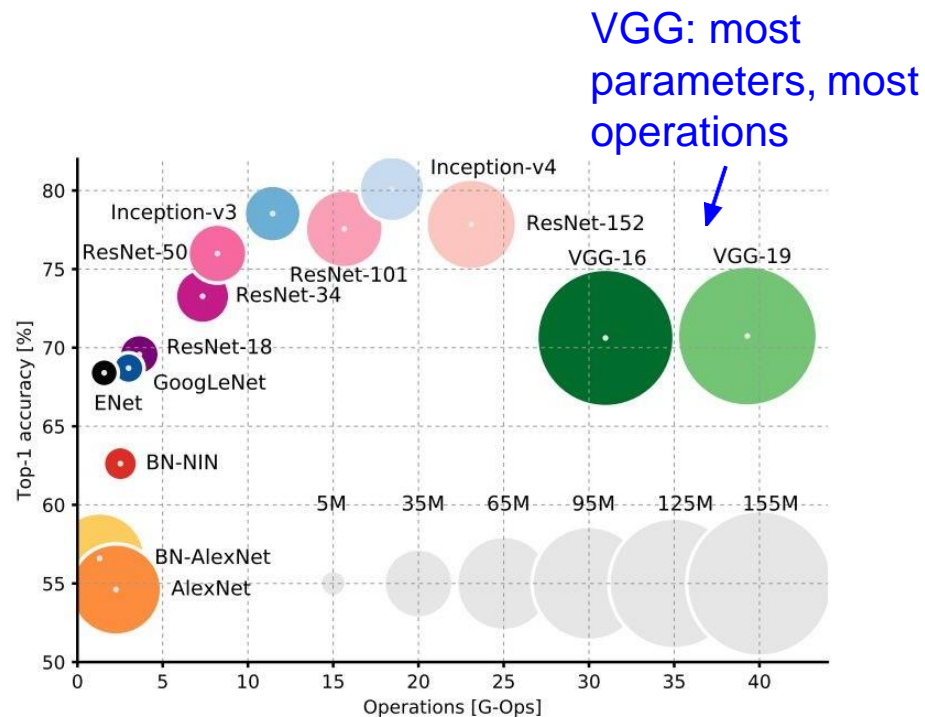 VGG: most
parameters, most
operations
Inception-v4
80
Inception-v3
ResNet-152
ResNet-50
VGG-16
VGG-19
75
ResNet-101
ResNet-34
70
ResNet-18
GoogLeNet
ENet
65
BN-NIN
Top-1 accuracy [%]
60
5M 35M 65M 95M 125M 155M
BN-AlexNet
55
AlexNet
50
0 5 10 15 20 25 30 35 40
Operations [G-Ops]